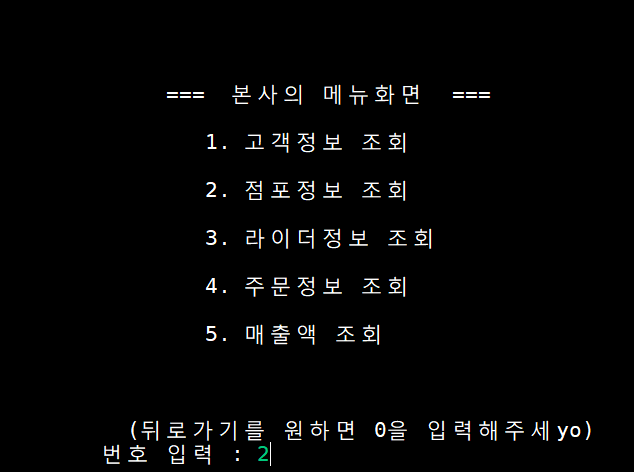 === 본사의 메뉴화면 ===
1. 고객정보 조회
2. 점포정보 조회
3. 라이더정보 조회
4. 주문정보 조회
5. 매출액 조회
(뒤로가기를 원하면 0을 입력해주세yo)
번호 입력 : 2